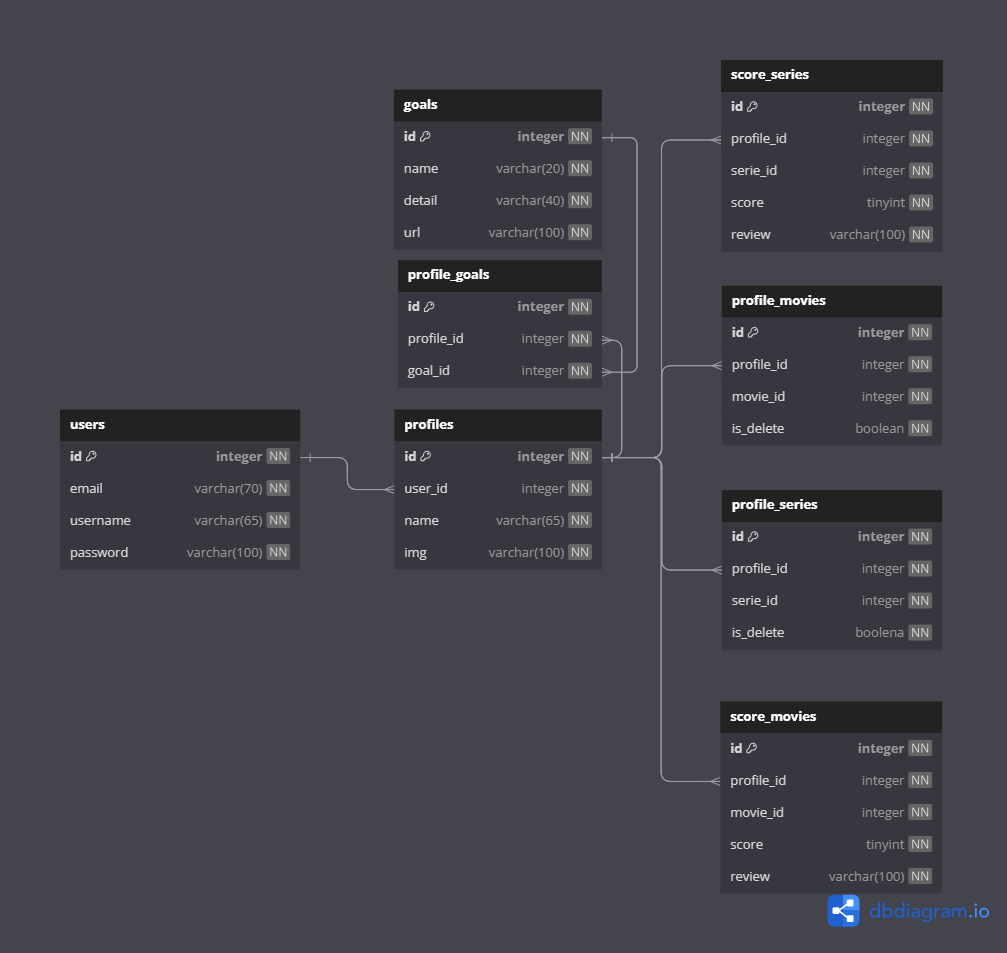 goals
id integer NN
name varchar(20) NN
detail varchar(40) NN
url varchar(100) NN
profile_goals
id integer NN
profile_id integer NN
goal_id integer NN
users
id integer NN
email varchar(70) NN
username varchar(65) NN
password varchar(100) NN
profiles
id integer NN
user_id integer NN
name varchar(65) NN
img varchar(100) NN
score_series
id integer NN
profile_id integer NN
serie_id integer NN
score tinyint NN
review varchar(100) NN
profile_movies
id integer NN
profile_id integer NN
movie_id integer NN
is_delete boolean NN
profile_series
id integer NN
profile_id integer NN
serie_id integer NN
is_delete boolena NN
score_movies
id integer NN
profile_id integer NN
movie_id integer NN
score tinyint NN
review varchar(100) NN
dbdiagram.io